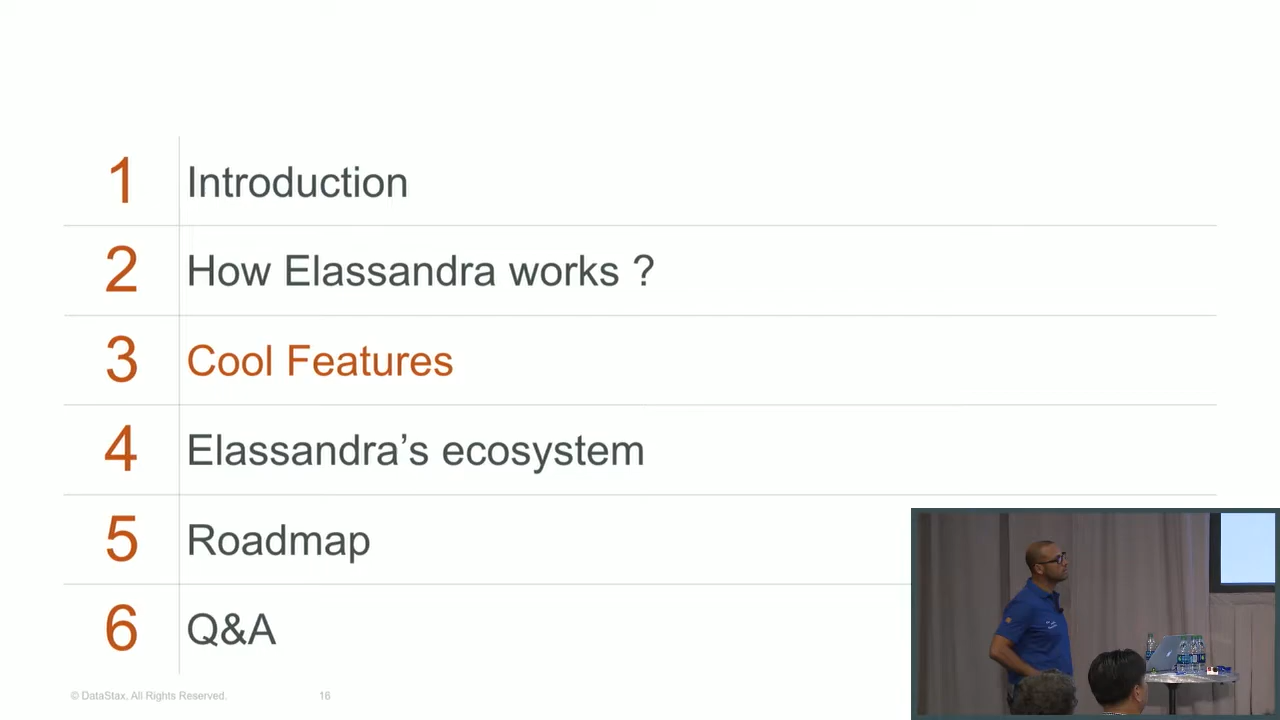 1 Introduction
2 How Elassandra works ?
3 Cool Features
4 Elassandra’s ecosystem
5 Roadmap
6 Q&A
© DataStax, All Rights Reserved. 16